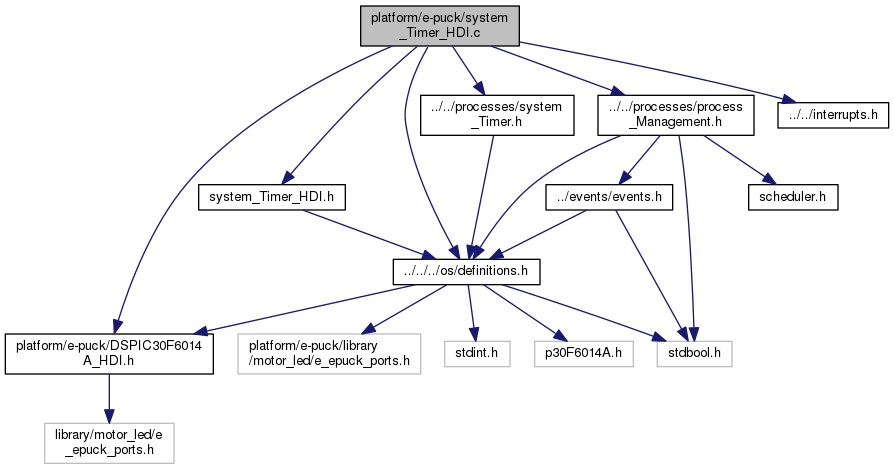 platform/e-puck/system
_Timer_HDI.c
../../processes/system
_Timer.h
../../processes/process
_Management.h
../../interrupts.h
system_Timer_HDI.h
../events/events.h
scheduler.h
../../../os/definitions.h
platform/e-puck/DSPIC30F6014
A_HDI.h
platform/e-puck/library
/motor_led/e_epuck_ports.h
stdint.h
p30F6014A.h
stdbool.h
library/motor_led/e
_epuck_ports.h